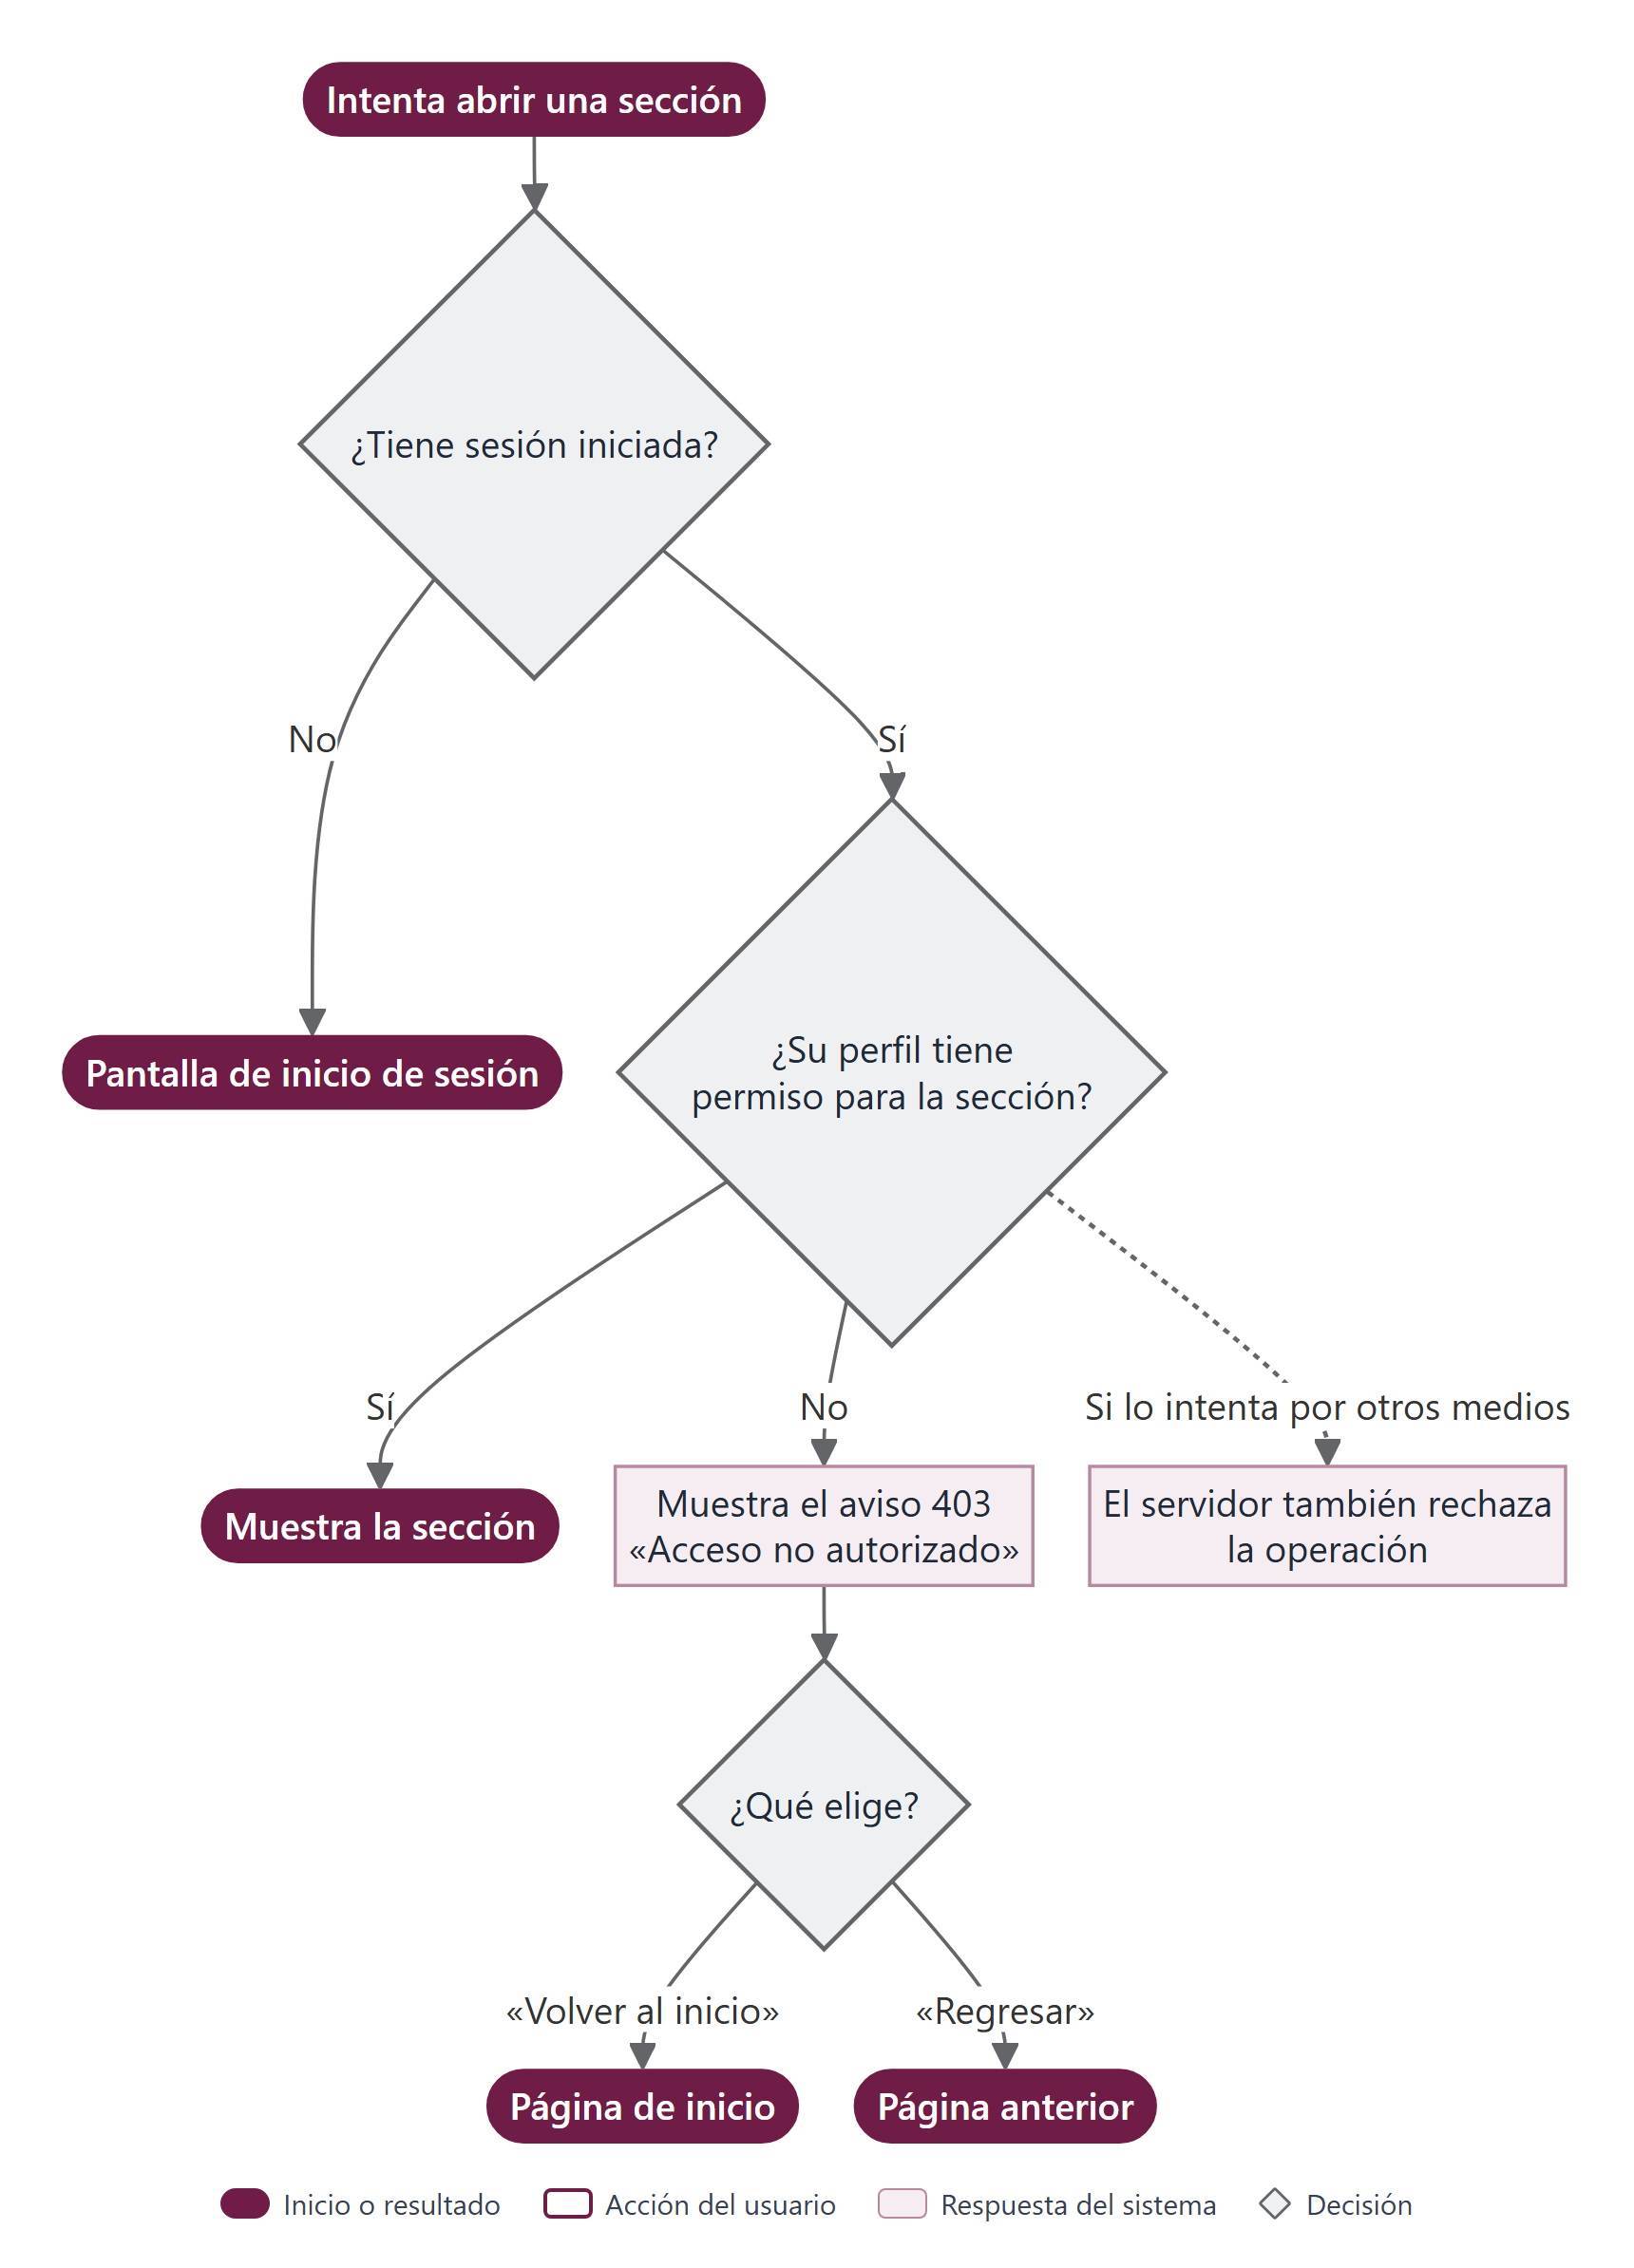 Intenta abrir una sección
¿Tiene sesión iniciada?
No
Sí
Pantalla de inicio de sesión
¿Su perfil tiene
permiso para la sección?
Sí
No
Si lo intenta por otros medios
Muestra la sección
Muestra el aviso 403
«Acceso no autorizado»
El servidor también rechaza
la operación
¿Qué elige?
«Volver al inicio»
«Regresar»
Página de inicio
Página anterior
Inicio o resultado
Acción del usuario
Respuesta del sistema
Decisión